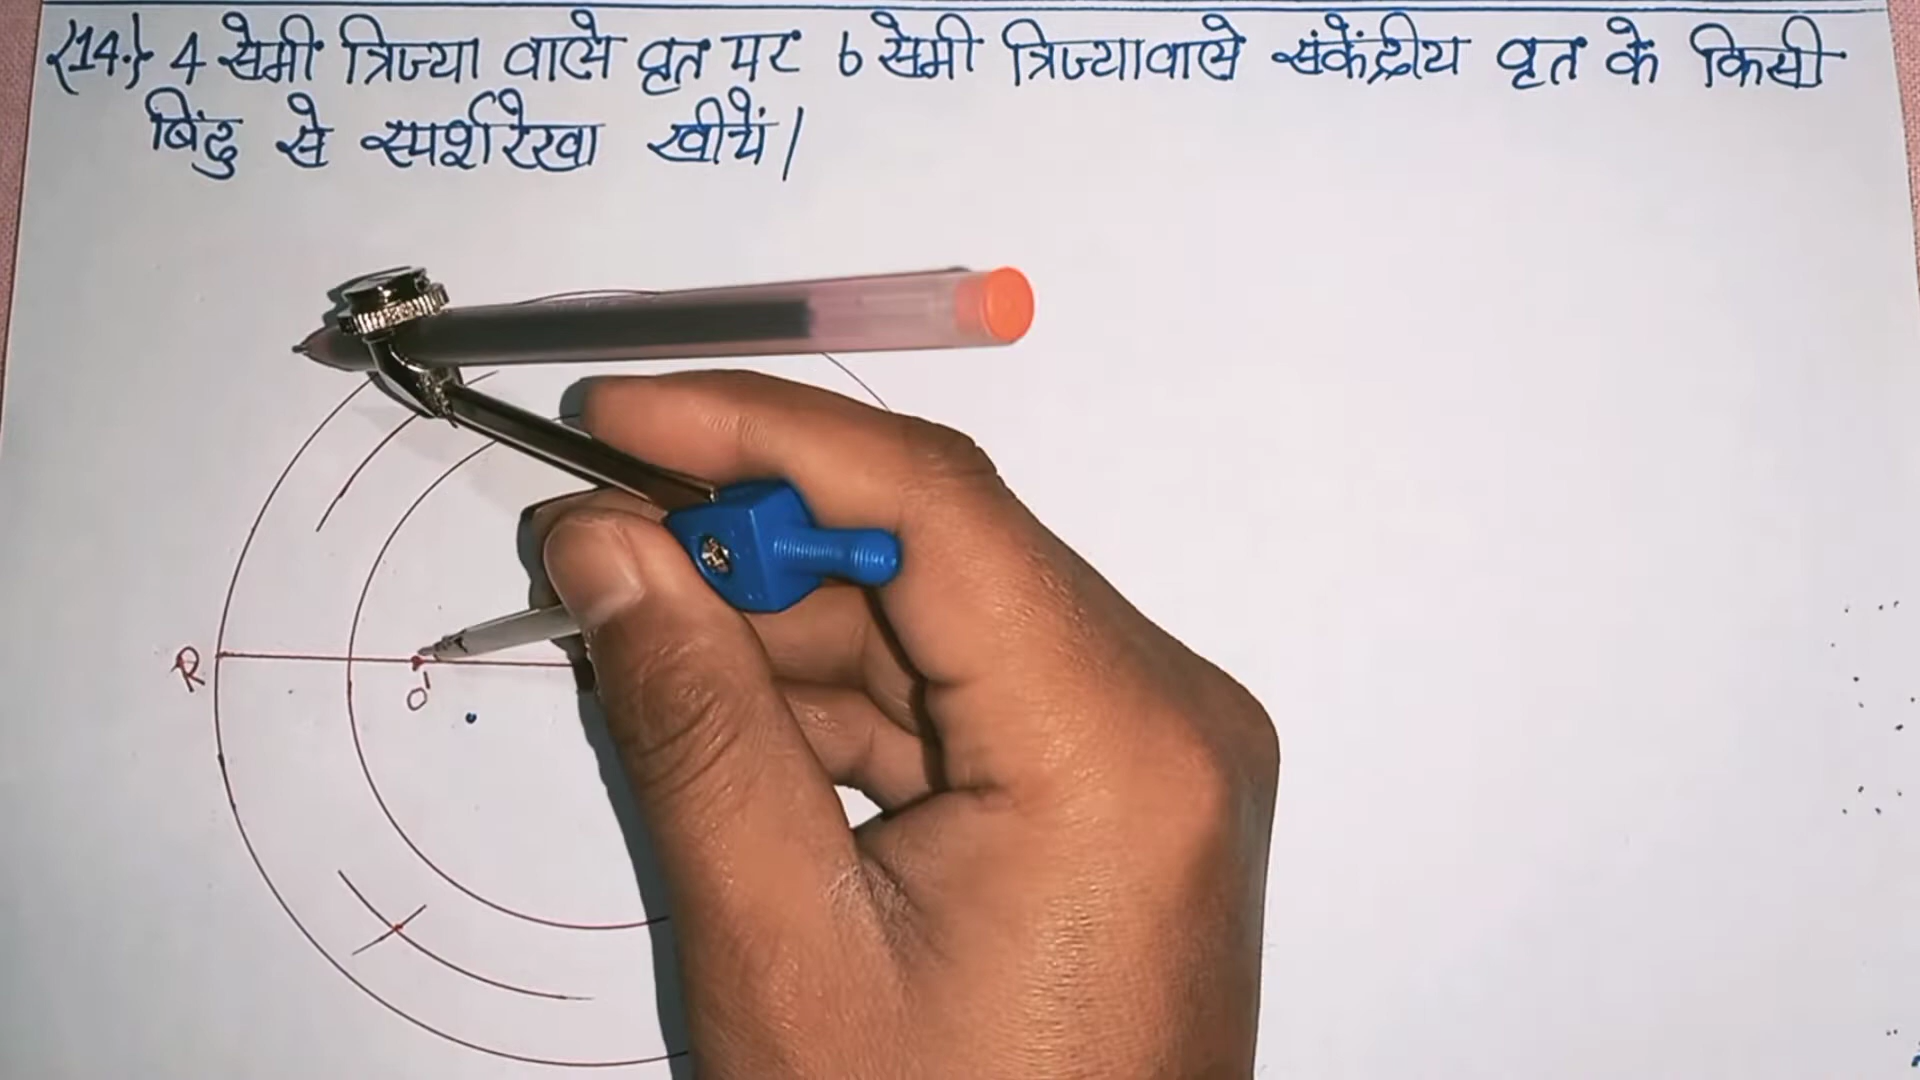 (14.) 4 सेमी त्रिज्या वाले वृत पर 6 सेमी त्रिज्यावाले संकेंद्रीय वृत के किसी
बिंदु से स्पर्शरेखा खीचें।
R
O'